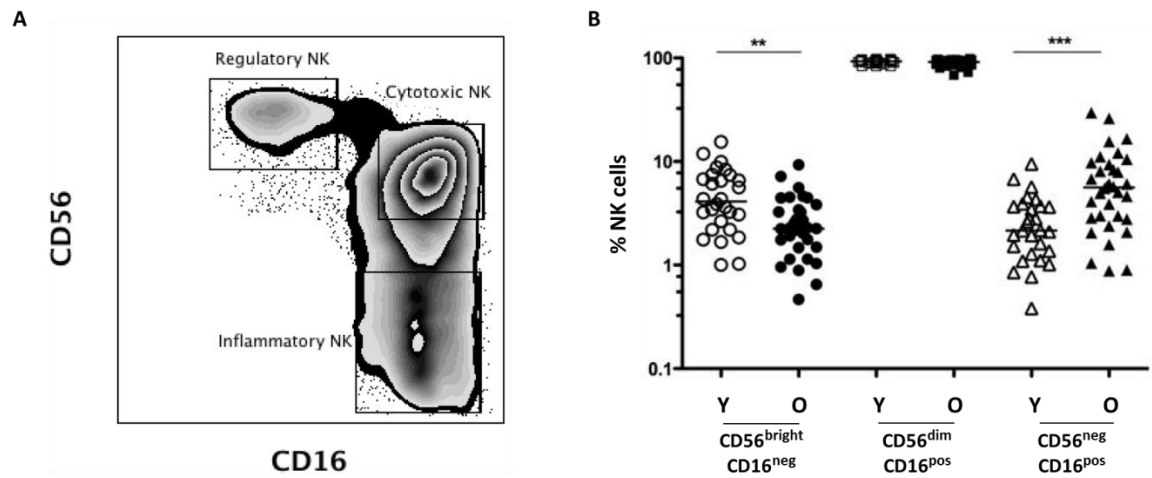 A
Regulatory NK
Cytotoxic NK
Inflammatory NK
CD56
CD16
B
** ***
100
10
1
0.1
% NK cells
Y O Y O Y O
CD56bright CD56dim CD56neg
CD16neg CD16pos CD16pos